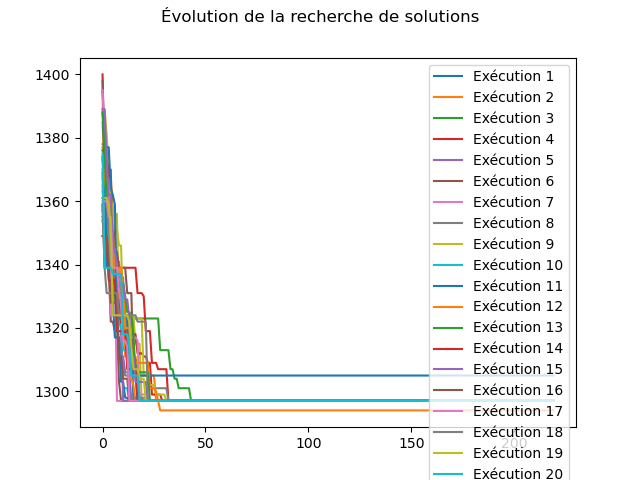 Évolution de la recherche de solutions
1400
1380
1360
1340
1320
1300
0
50
100
150
200
Exécution 1
Exécution 2
Exécution 3
Exécution 4
Exécution 5
Exécution 6
Exécution 7
Exécution 8
Exécution 9
Exécution 10
Exécution 11
Exécution 12
Exécution 13
Exécution 14
Exécution 15
Exécution 16
Exécution 17
Exécution 18
Exécution 19
Exécution 20